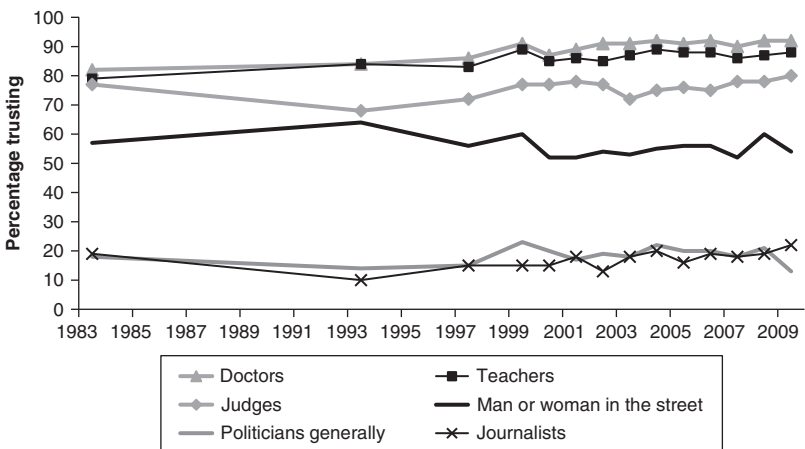 100
90
80
70
60
50
40
30
20
10
0
Percentage trusting
1983 1985 1987 1989 1991 1993 1995 1997 1999 2001 2003 2005 2007 2009
Doctors Teachers
Judges Man or woman in the street
Politicians generally Journalists